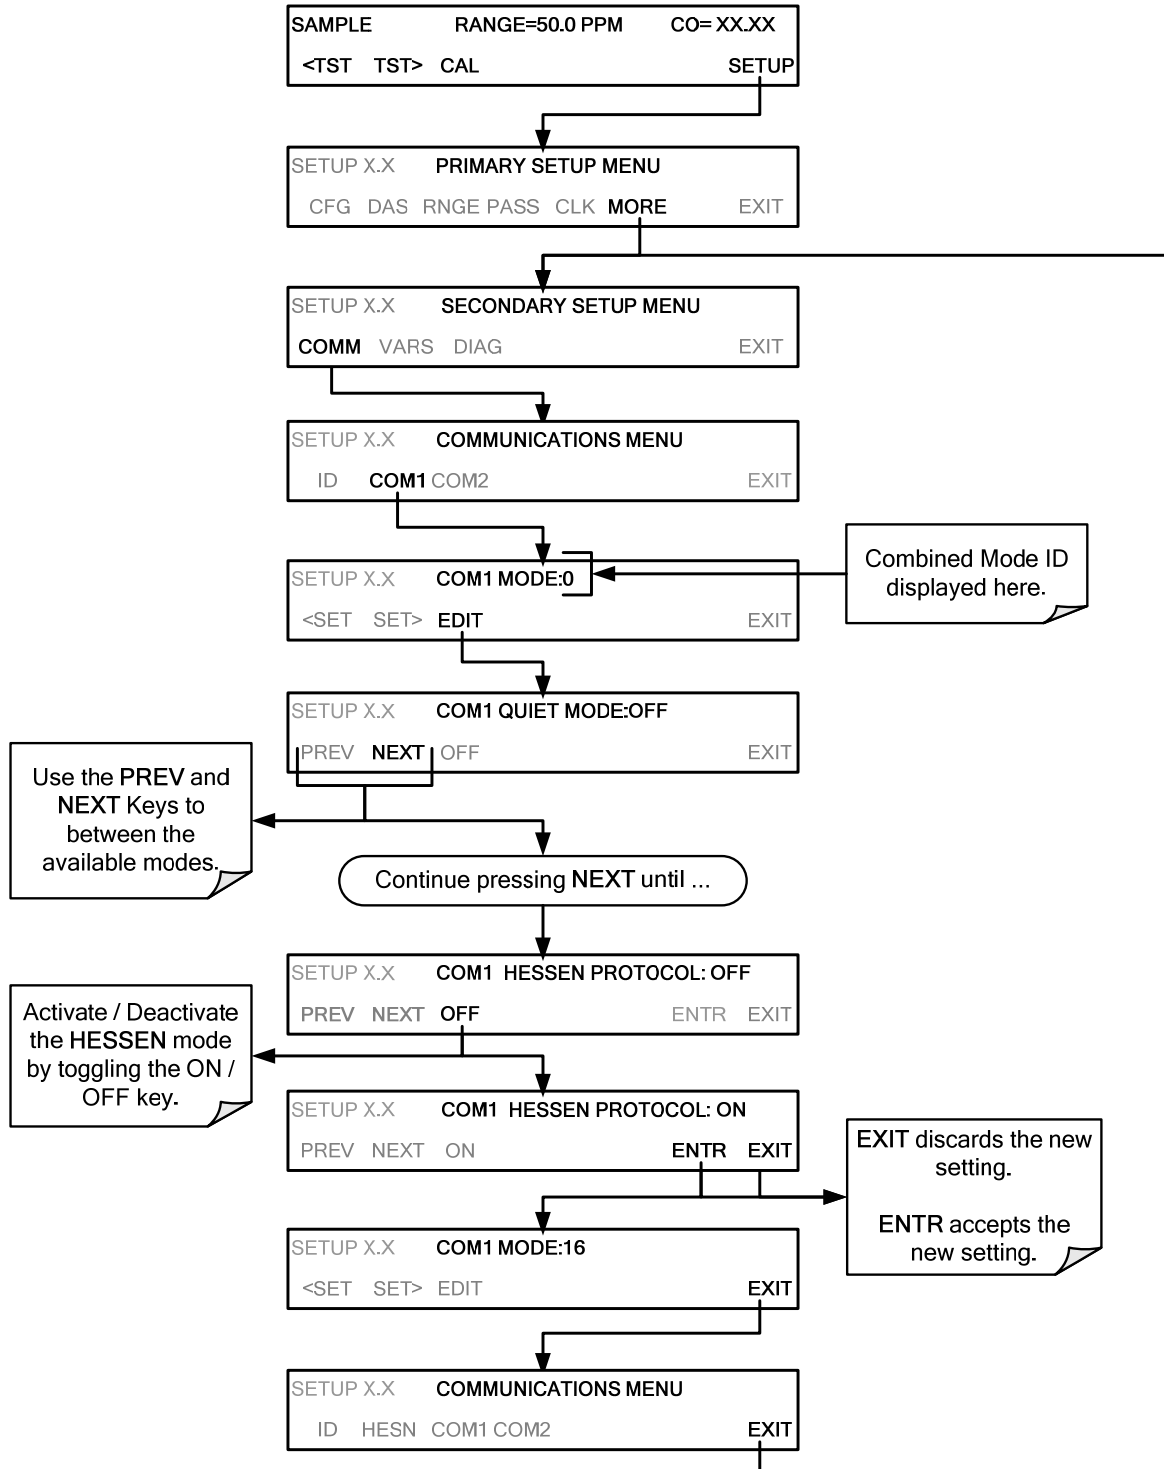 SAMPLE RANGE=50.0 PPM CO= XX.XX
<TST TST> CAL SETUP
SETUP X.X PRIMARY SETUP MENU
CFG DAS RNGE PASS CLK MORE EXIT
SETUP X.X SECONDARY SETUP MENU
COMM VARS DIAG EXIT
SETUP X.X COMMUNICATIONS MENU
ID COM1 COM2 EXIT
SETUP X.X COM1 MODE:0
<SET SET> EDIT EXIT
Combined Mode ID
displayed here.
SETUP X.X COM1 QUIET MODE:OFF
PREV NEXT OFF EXIT
Use the PREV and
NEXT Keys to
between the
available modes.
Continue pressing NEXT until ...
SETUP X.X COM1 HESSEN PROTOCOL: OFF
PREV NEXT OFF ENTR EXIT
Activate / Deactivate
the HESSEN mode
by toggling the ON /
OFF key.
SETUP X.X COM1 HESSEN PROTOCOL: ON
PREV NEXT ON ENTR EXIT
EXIT discards the new
setting.
ENTR accepts the
new setting.
SETUP X.X COM1 MODE:16
<SET SET> EDIT EXIT
SETUP X.X COMMUNICATIONS MENU
ID HESN COM1 COM2 EXIT